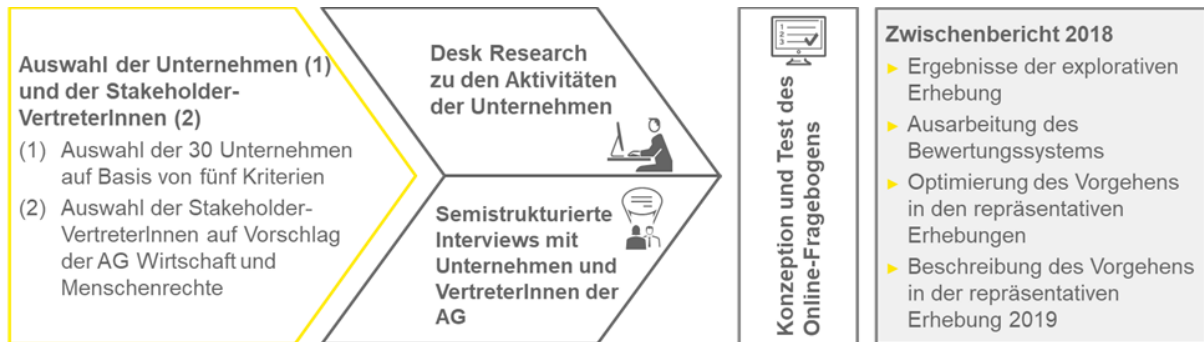 Auswahl der Unternehmen (1)
und der Stakeholder-
VertreterInnen (2)
(1) Auswahl der 30 Unternehmen
auf Basis von fünf Kriterien
(2) Auswahl der Stakeholder-
VertreterInnen auf Vorschlag
der AG Wirtschaft und
Menschenrechte
Desk Research
zu den Aktivitäten
der Unternehmen
Semistrukturierte
Interviews mit
Unternehmen und
VertreterInnen der
AG
1
2
3
Konzeption und Test des
Online-Fragebogens
Zwischenbericht 2018
► Ergebnisse der explorativen
Erhebung
► Ausarbeitung des
Bewertungssystems
► Optimierung des Vorgehens
in den repräsentativen
Erhebungen
► Beschreibung des Vorgehens
in der repräsentativen
Erhebung 2019